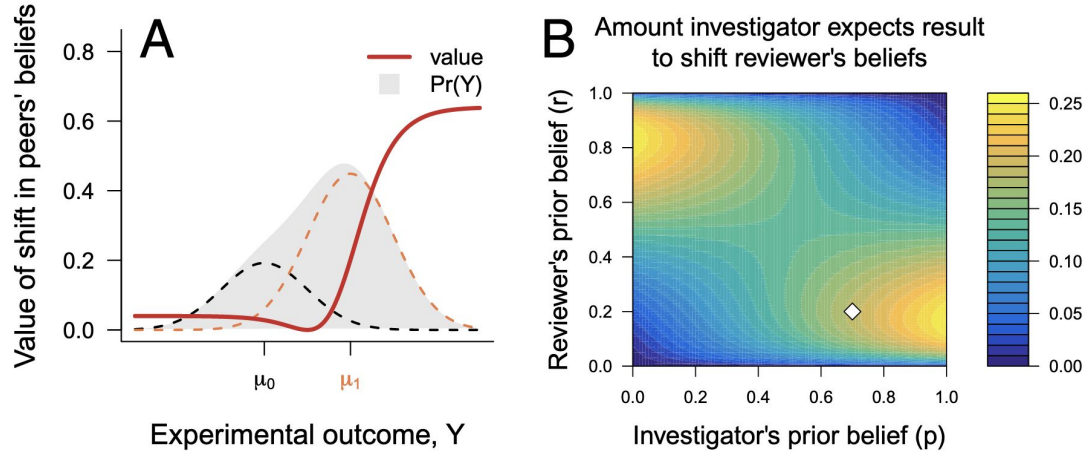 A
Value of shift in peers' beliefs
0.8
0.6
0.4
0.2
0.0
value
Pr(Y)
μ0
μ1
Experimental outcome, Y
B
Amount investigator expects result
to shift reviewer's beliefs
Reviewer's prior belief (r)
1.0
0.8
0.6
0.4
0.2
0.0
0.0
0.2
0.4
0.6
0.8
1.0
Investigator's prior belief (p)
0.25
0.20
0.15
0.10
0.05
0.00